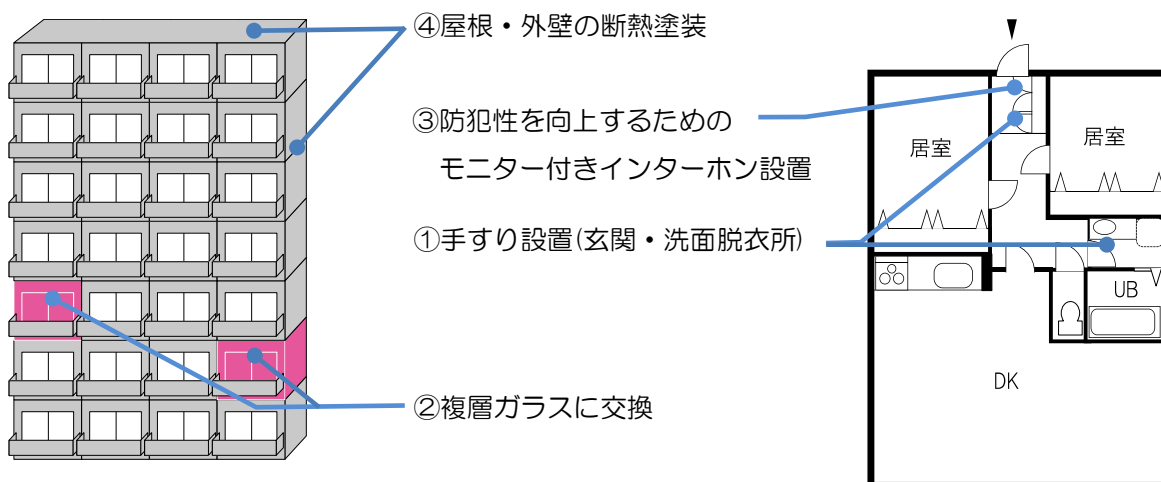 ④屋根・外壁の断熱塗装
③防犯性を向上するための
モニター付きインターホン設置
①手すり設置(玄関・洗面脱衣所)
②複層ガラスに交換
居室
居室
UB
DK